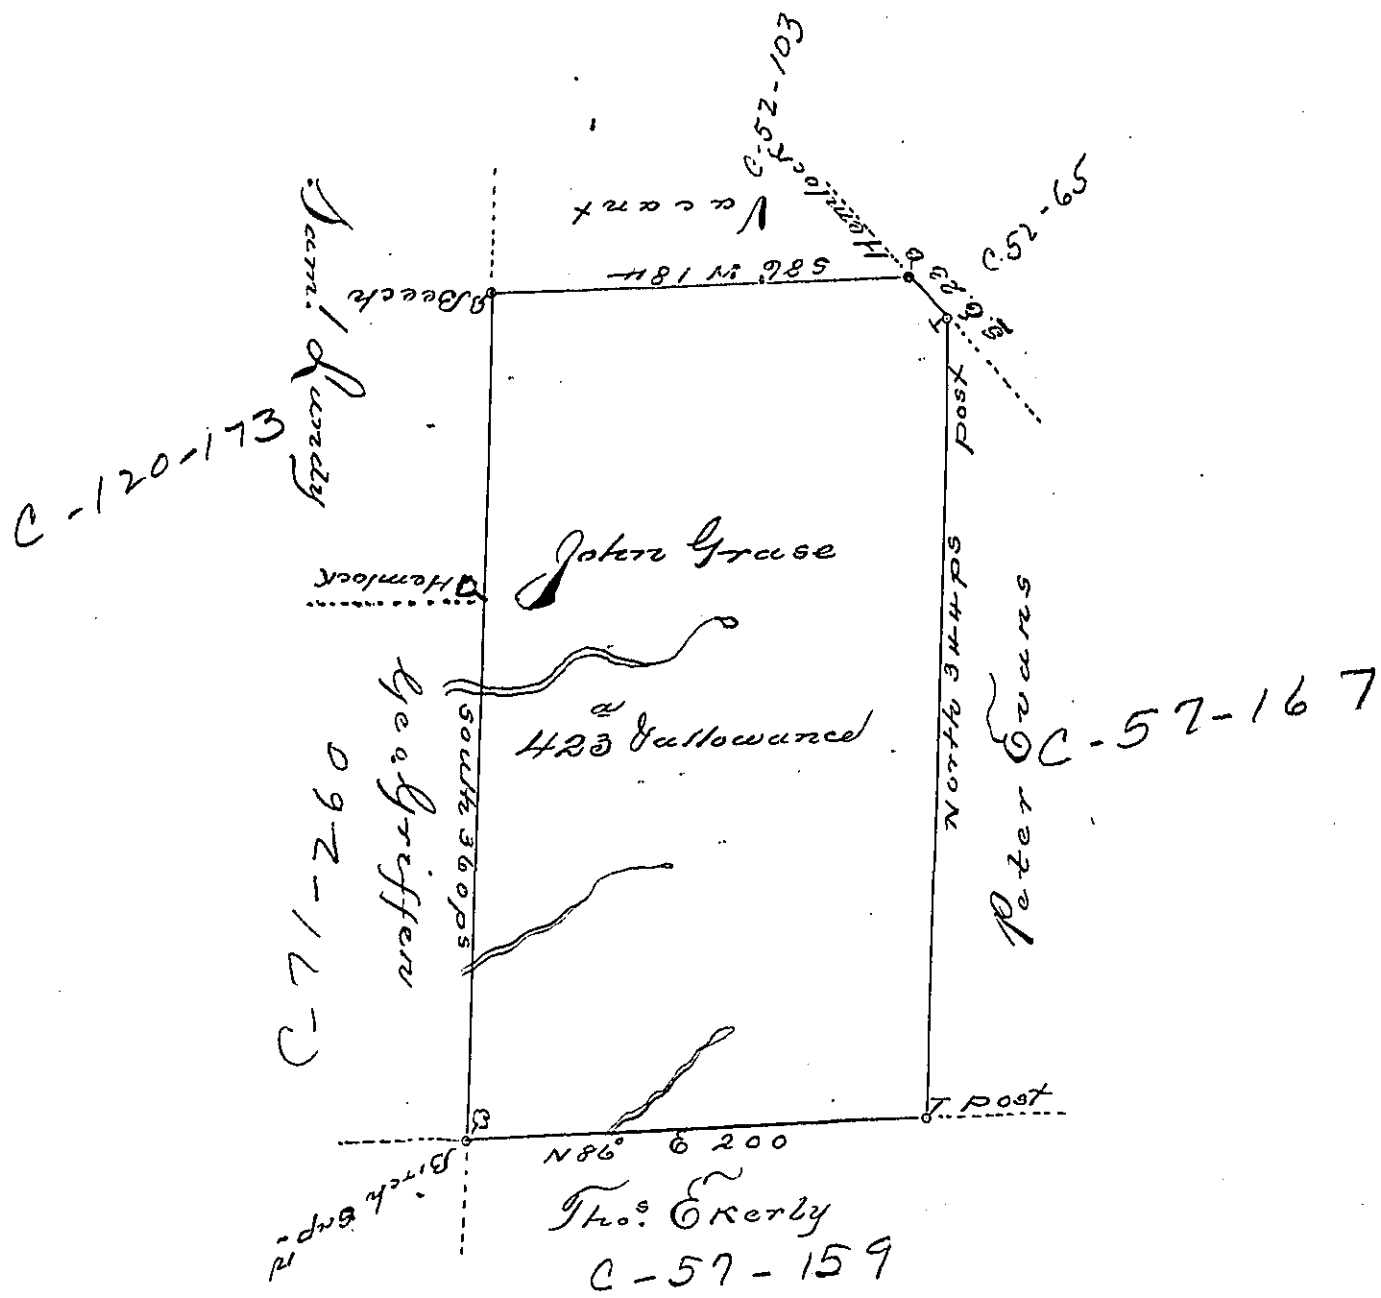 C-52-103
Hemlock
Vacant
C.52-65
S86° W 184
Beech
Saml Lundy
C-120-173
post
John Grase
Hemlock
North 344 ps
Peter Evans
C-57-167
423 a & allowance
South 360 ps
Geo. Griffen
C-71-260
post
N86° E 200
Birch
Thos. Ekerly
C-57-159